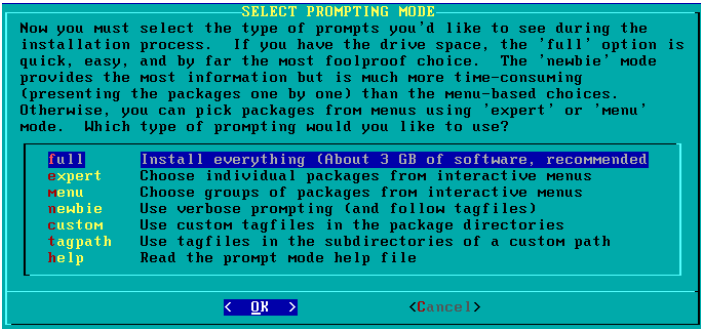 SELECT PROMPTING MODE
Now you must select the type of prompts you'd like to see during the
installation process.  If you have the drive space, the 'full' option is
quick, easy, and by far the most foolproof choice.  The 'newbie' mode
provides the most information but is much more time-consuming
(presenting the packages one by one) than the menu-based choices.
Otherwise, you can pick packages from menus using 'expert' or 'menu'
mode.  Which type of prompting would you like to use?
full Install everything (About 3 GB of software, recommended
expert Choose individual packages from interactive menus
menu Choose groups of packages from interactive menus
newbie Use verbose prompting (and follow tagfiles)
custom Use custom tagfiles in the package directories
tagpath Use tagfiles in the subdirectories of a custom path
help Read the prompt mode help file
< OK > <Cancel>